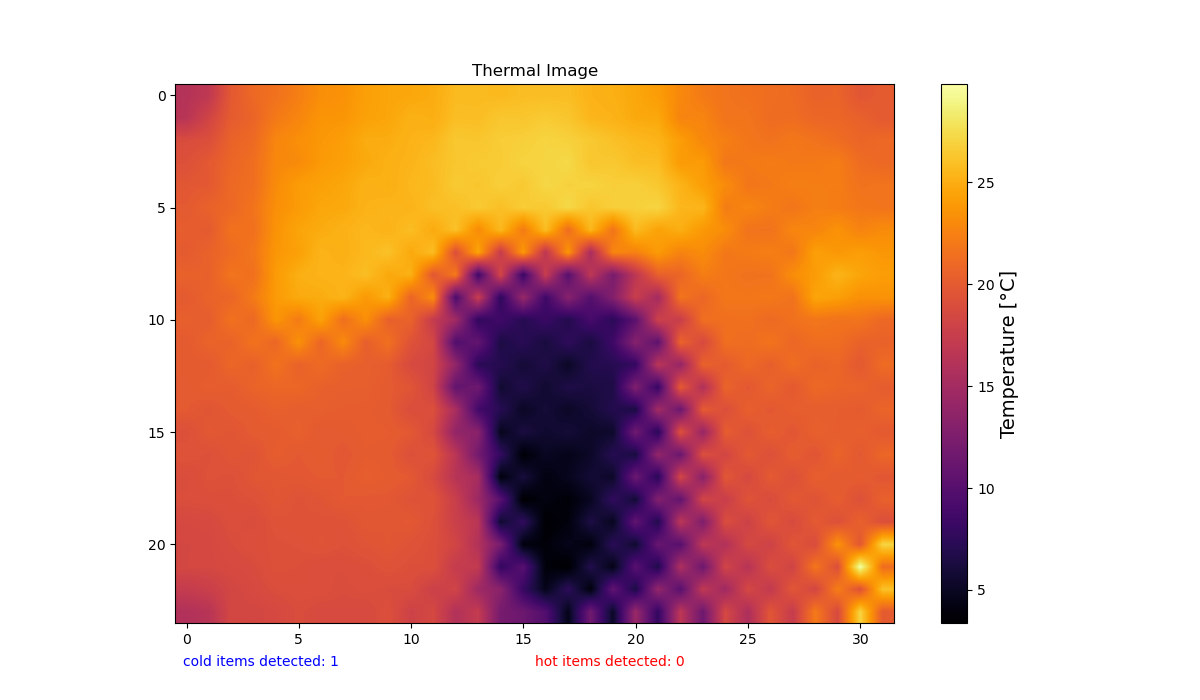 Thermal Image
0
5
10
15
20
0 5 10 15 20 25 30
25
20
15
10
5
Temperature [°C]
cold items detected: 1
hot items detected: 0